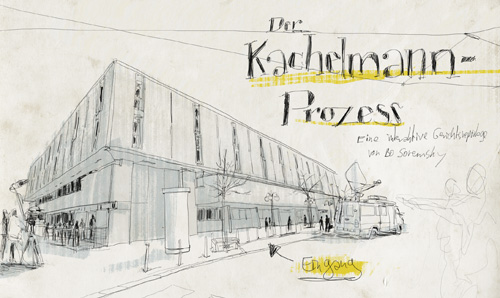 Der
Kachelmann-
Prozess
Eine interaktive Gerichtsreportage
von Bo Soremsky
Eingang